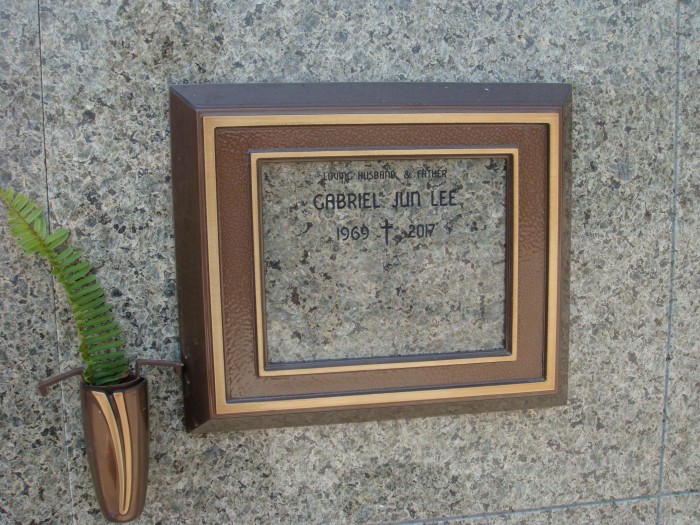 LOVING HUSBAND & FATHER
GABRIEL JUN LEE
1969 † 2017